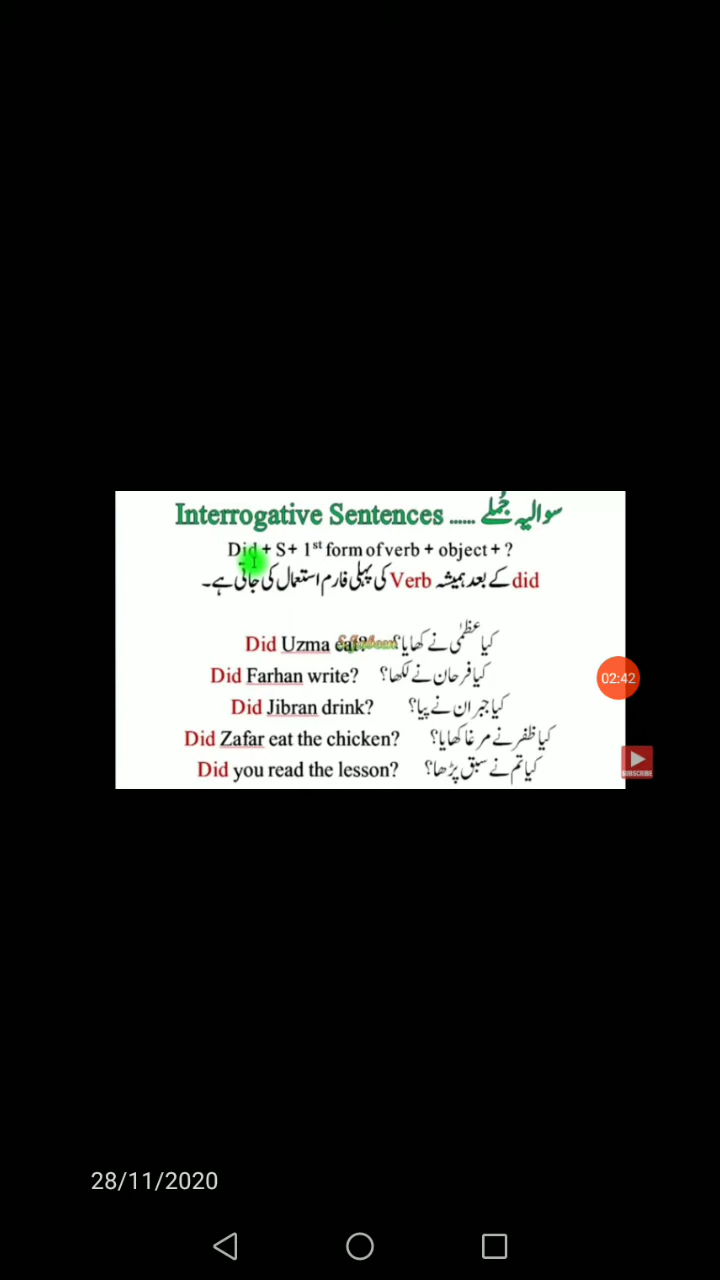 Interrogative Sentences ...... سوالیہ جُملے
Did + S + 1st form of verb + object + ?
did کے بعد ہمیشہ Verb کی پہلی فارم استعمال کی جاتی ہے۔
Did Uzma eat? کیا عظمٰی نے کھایا؟
Did Farhan write? کیا فرحان نے لکھا؟
02:42
Did Jibran drink? کیا جبران نے پیا؟
Did Zafar eat the chicken? کیا ظفر نے مرغا کھایا؟
Did you read the lesson? کیا تم نے سبق پڑھا؟
SUBSCRIBE
28/11/2020